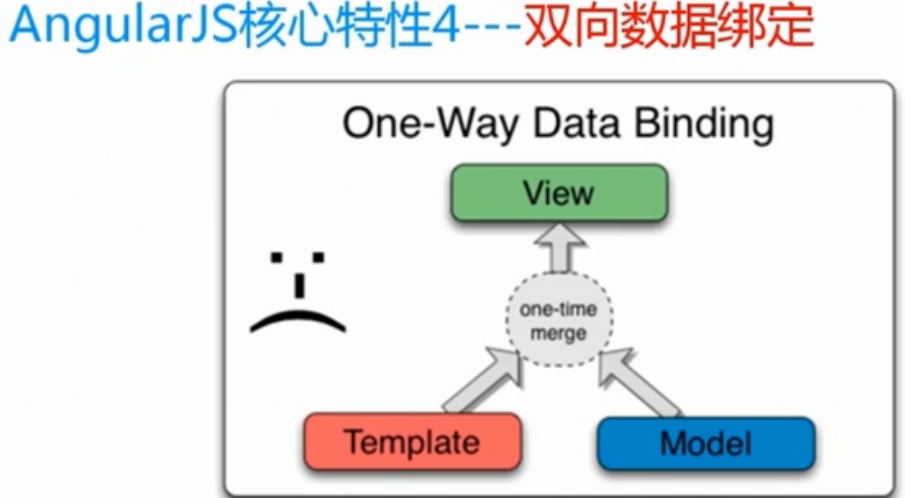 AngularJS核心特性4---双向数据绑定
One-Way Data Binding
View
one-time
merge
Template
Model